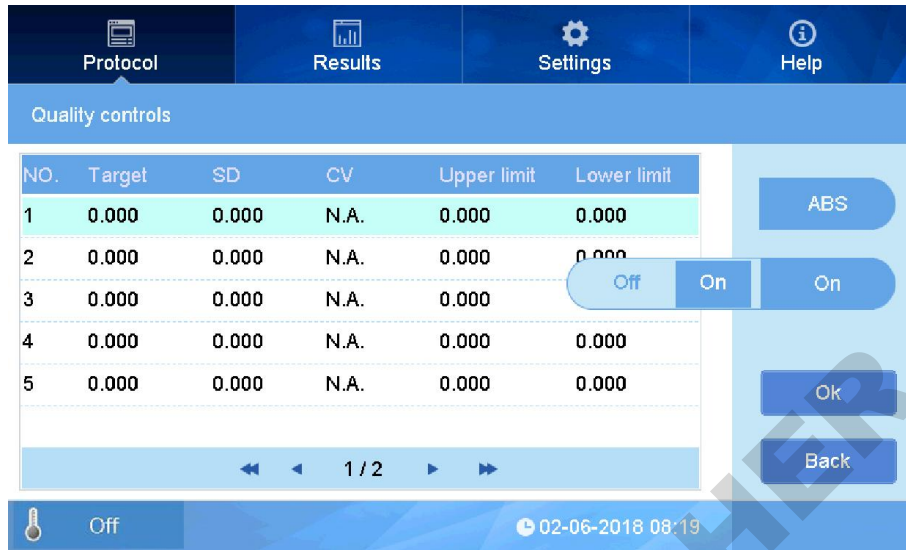 Protocol Results Settings Help
Quality controls
NO. Target SD CV Upper limit Lower limit
1 0.000 0.000 N.A. 0.000 0.000
ABS
2 0.000 0.000 N.A. 0.000 0.000
Off On On
3 0.000 0.000 N.A. 0.000
4 0.000 0.000 N.A. 0.000 0.000
5 0.000 0.000 N.A. 0.000 0.000
Ok
1 / 2
Back
Off 02-06-2018 08:19
HER